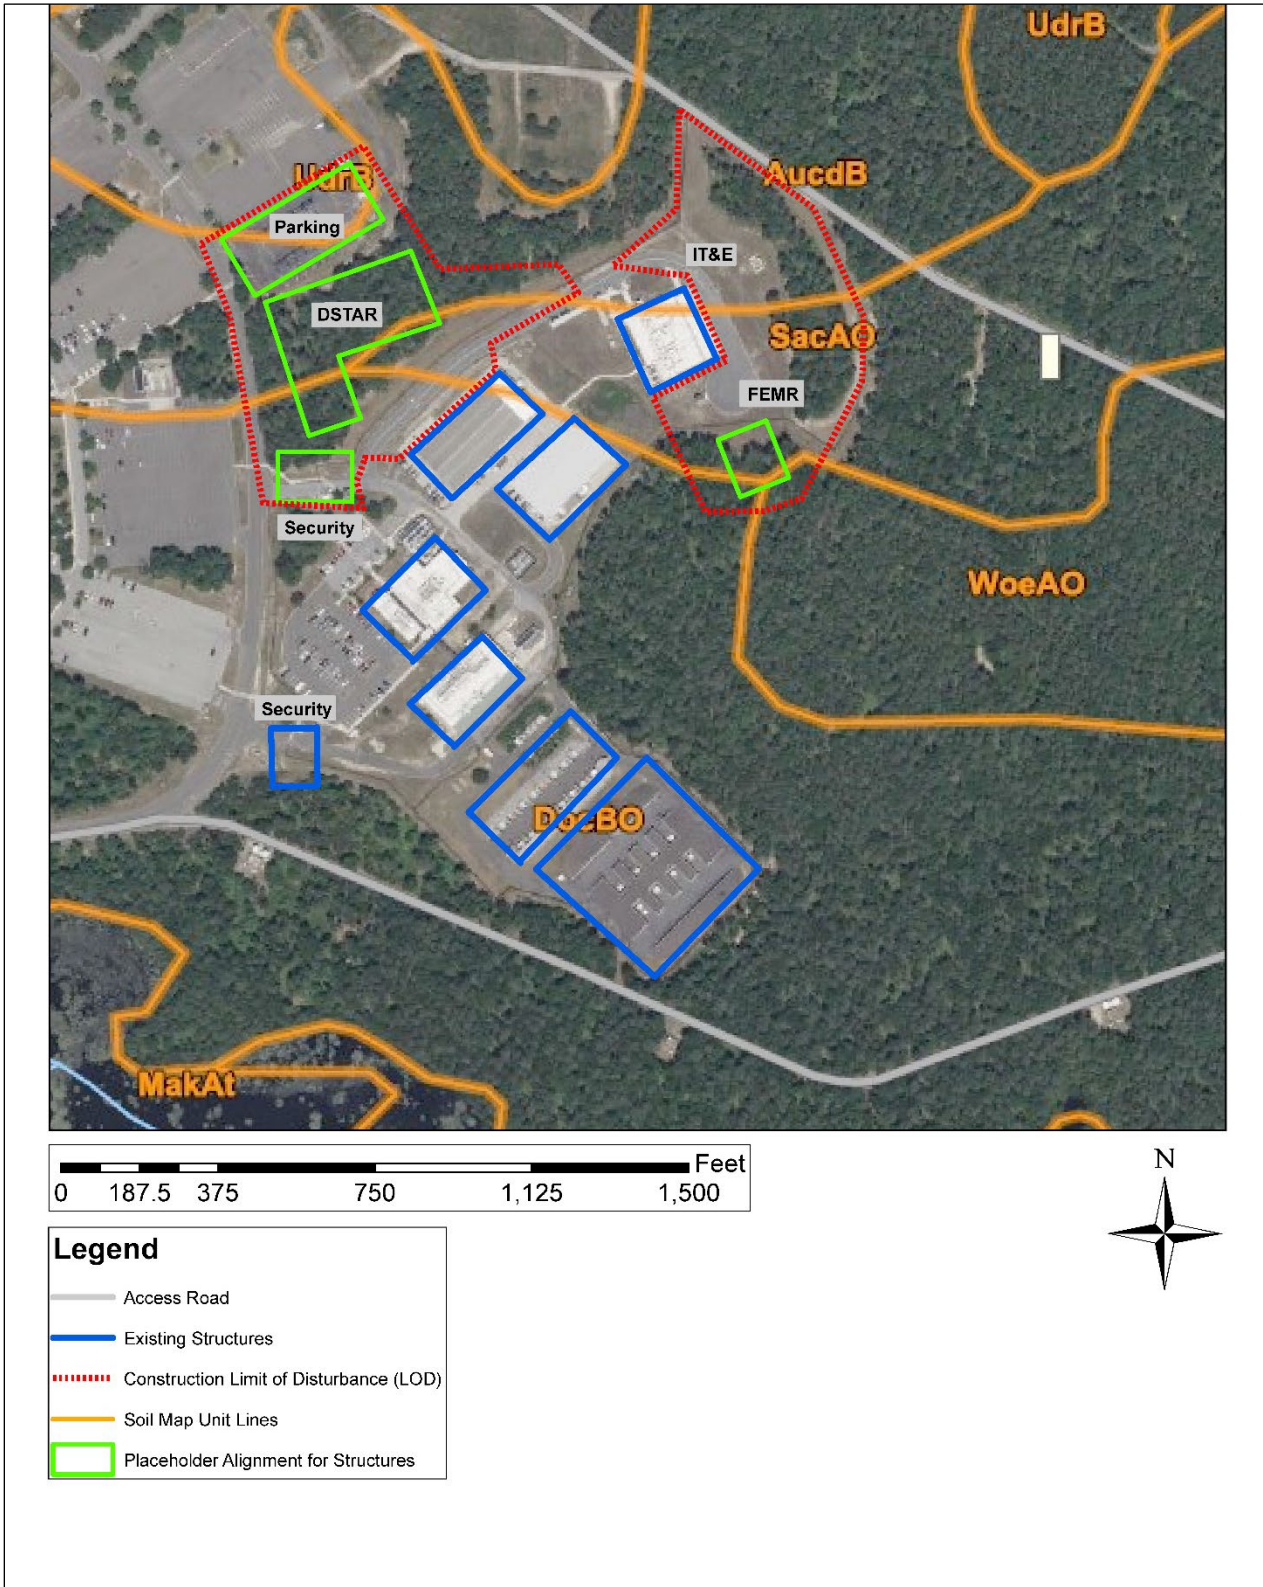 UdrB
AucdB
UdrB
Parking
IT&E
DSTAR
SacAO
FEMR
Security
WoeAO
Security
DocBO
MakAt
Feet
0 187.5 375 750 1,125 1,500
N
Legend
Access Road
Existing Structures
Construction Limit of Disturbance (LOD)
Soil Map Unit Lines
Placeholder Alignment for Structures